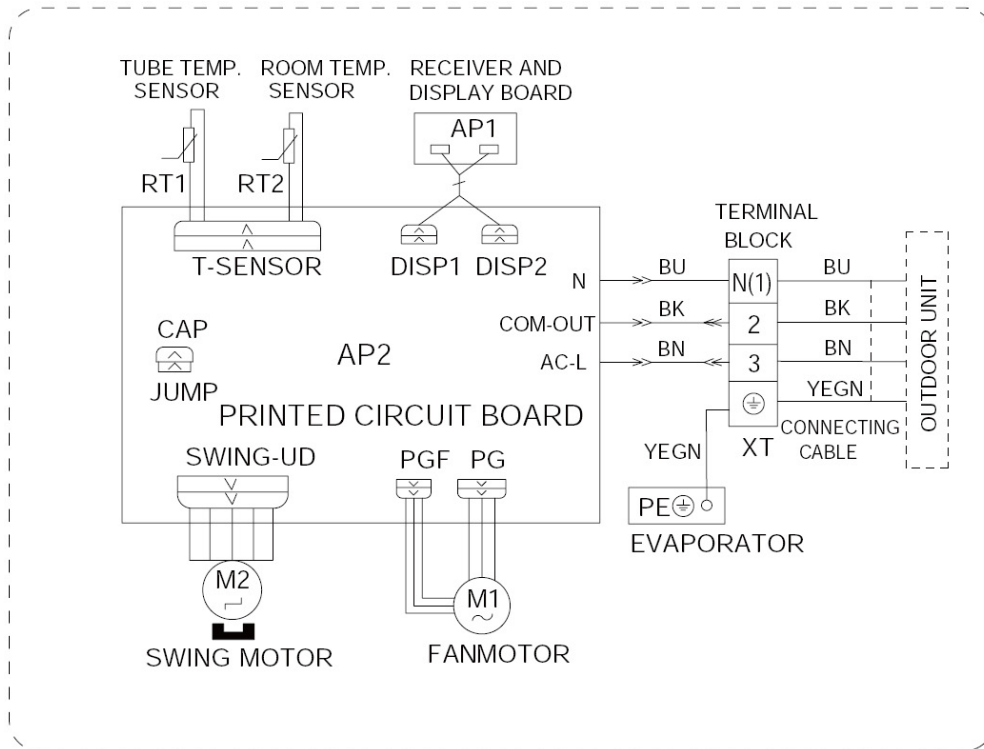 TUBE TEMP.
SENSOR
ROOM TEMP.
SENSOR
RECEIVER AND
DISPLAY BOARD
AP1
RT1
RT2
T-SENSOR
DISP1
DISP2
TERMINAL
BLOCK
N
BU
N(1)
BU
COM-OUT
BK
2
BK
AC-L
BN
3
BN
YEGN
OUTDOOR UNIT
CAP
JUMP
AP2
PRINTED CIRCUIT BOARD
XT
CONNECTING
CABLE
YEGN
PE
EVAPORATOR
SWING-UD
PGF
PG
M2
SWING MOTOR
M1
FANMOTOR